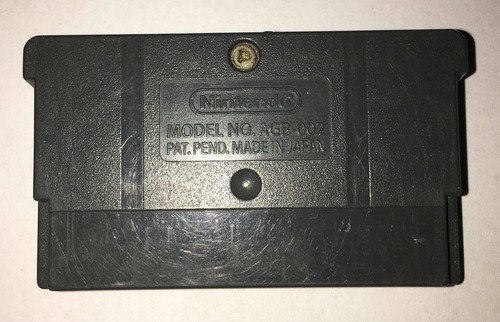 Nintendo
MODEL NO. AGB-002
PAT. PEND. MADE IN JAPAN